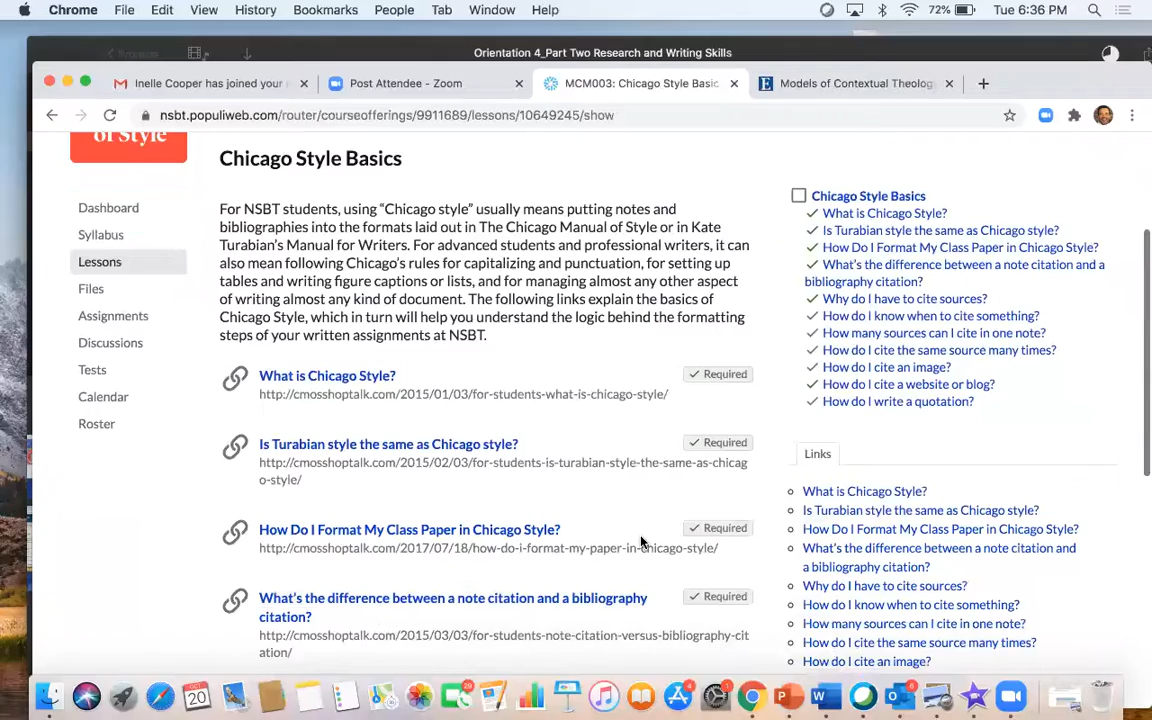 Chrome File Edit View History Bookmarks People Tab Window Help 72% Tue 6:36 PM
Orientation 4_Part Two Research and Writing Skills
Inelle Cooper has joined your Post Attendee - Zoom MCM003: Chicago Style Basic Models of Contextual Theolog
nsbt.populiweb.com/router/courseofferings/9911689/lessons/10649245/show
of Style
Dashboard
Syllabus
Lessons
Files
Assignments
Discussions
Tests
Calendar
Roster
Chicago Style Basics
For NSBT students, using “Chicago style” usually means putting notes and
bibliographies into the formats laid out in The Chicago Manual of Style or in Kate
Turabian’s Manual for Writers. For advanced students and professional writers, it can
also mean following Chicago’s rules for capitalizing and punctuation, for setting up
tables and writing figure captions or lists, and for managing almost any other aspect
of writing almost any kind of document. The following links explain the basics of
Chicago Style, which in turn will help you understand the logic behind the formatting
steps of your written assignments at NSBT.
What is Chicago Style? Required
http://cmosshoptalk.com/2015/01/03/for-students-what-is-chicago-style/
Is Turabian style the same as Chicago style? Required
http://cmosshoptalk.com/2015/02/03/for-students-is-turabian-style-the-same-as-chicag
o-style/
How Do I Format My Class Paper in Chicago Style? Required
http://cmosshoptalk.com/2017/07/18/how-do-i-format-my-paper-in-chicago-style/
What’s the difference between a note citation and a bibliography Required
citation?
http://cmosshoptalk.com/2015/03/03/for-students-note-citation-versus-bibliography-cit
ation/
Chicago Style Basics
What is Chicago Style?
Is Turabian style the same as Chicago style?
How Do I Format My Class Paper in Chicago Style?
What’s the difference between a note citation and a
bibliography citation?
Why do I have to cite sources?
How do I know when to cite something?
How many sources can I cite in one note?
How do I cite the same source many times?
How do I cite an image?
How do I cite a website or blog?
How do I write a quotation?
Links
What is Chicago Style?
Is Turabian style the same as Chicago style?
How Do I Format My Class Paper in Chicago Style?
What’s the difference between a note citation and
a bibliography citation?
Why do I have to cite sources?
How do I know when to cite something?
How many sources can I cite in one note?
How do I cite the same source many times?
How do I cite an image?